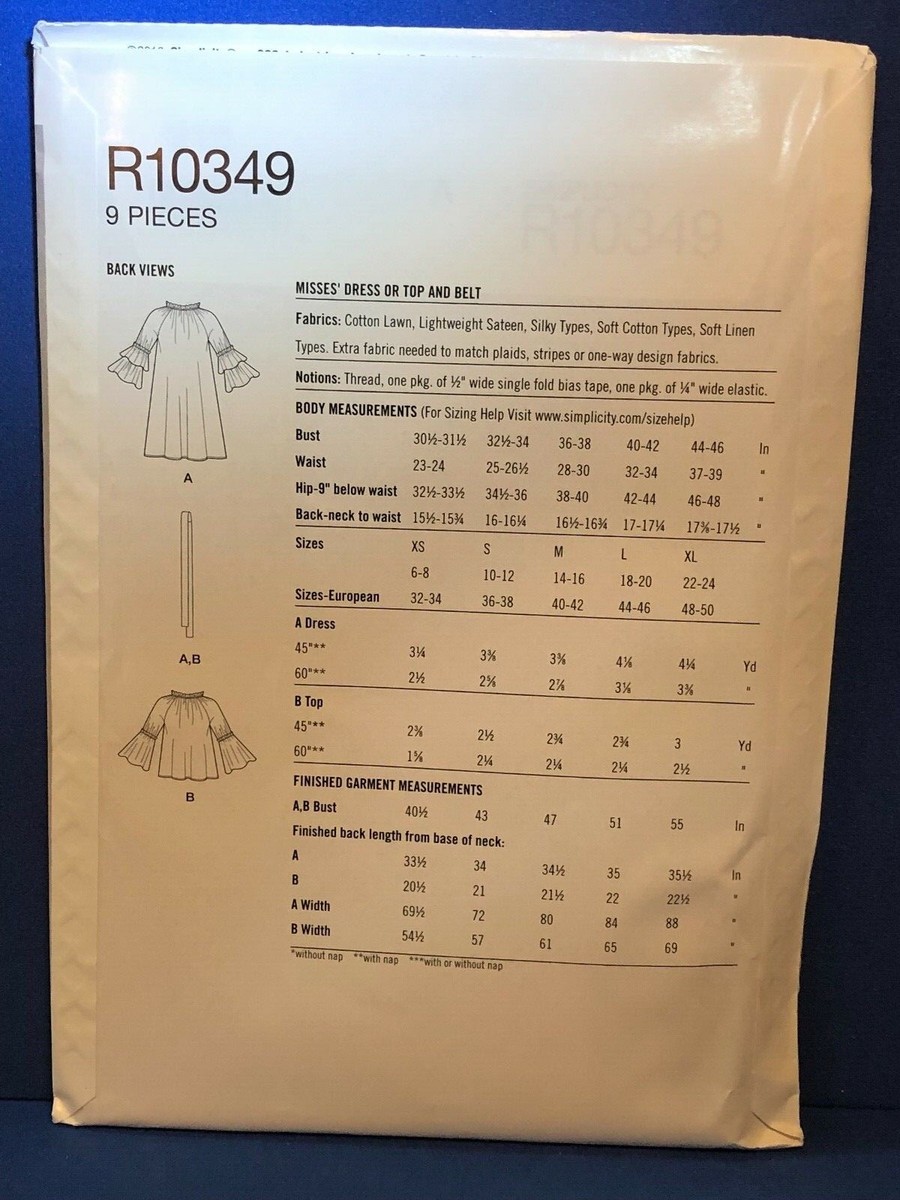 R10349
9 PIECES
BACK VIEWS
A
A,B
B
MISSES' DRESS OR TOP AND BELT
Fabrics: Cotton Lawn, Lightweight Sateen, Silky Types, Soft Cotton Types, Soft Linen
Types. Extra fabric needed to match plaids, stripes or one-way design fabrics.
Notions: Thread, one pkg. of ½" wide single fold bias tape, one pkg. of ¼" wide elastic.
BODY MEASUREMENTS (For Sizing Help Visit www.simplicity.com/sizehelp)
Bust 30½-31½ 32½-34 36-38 40-42 44-46 In
Waist 23-24 25-26½ 28-30 32-34 37-39 "
Hip-9" below waist 32½-33½ 34½-36 38-40 42-44 46-48 "
Back-neck to waist 15½-15¾ 16-16¼ 16½-16¾ 17-17¼ 17⅜-17½ "
Sizes XS S M L XL
6-8 10-12 14-16 18-20 22-24
Sizes-European 32-34 36-38 40-42 44-46 48-50
A Dress
45"** 3¼ 3⅜ 3⅜ 4⅛ 4¼ Yd
60"** 2½ 2⅝ 2⅞ 3⅛ 3⅜ "
B Top
45"** 2⅜ 2½ 2¾ 2¾ 3 Yd
60"** 1⅝ 2¼ 2¼ 2¼ 2½ "
FINISHED GARMENT MEASUREMENTS
A,B Bust 40½ 43 47 51 55 In
Finished back length from base of neck:
A 33½ 34 34½ 35 35½ In
B 20½ 21 21½ 22 22½ "
A Width 69½ 72 80 84 88 "
B Width 54½ 57 61 65 69 "
*without nap **with nap ***with or without nap